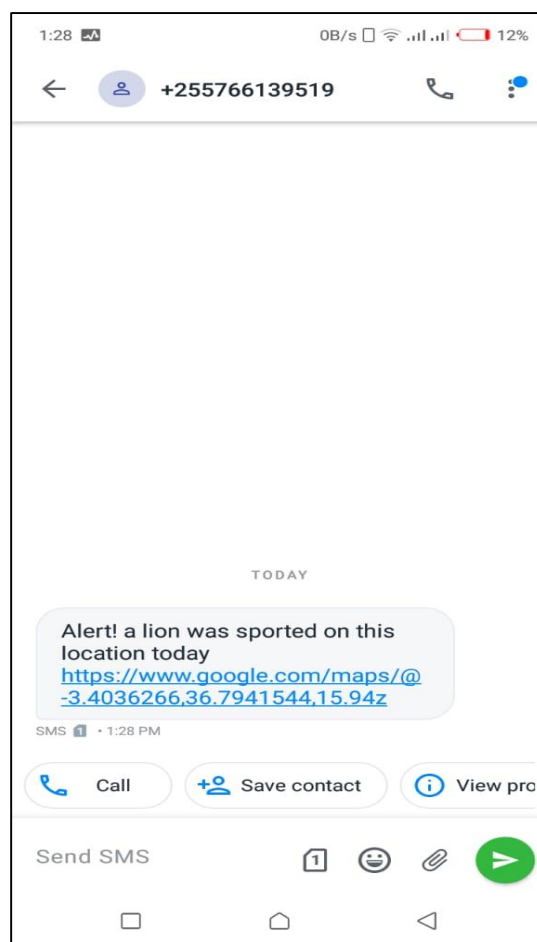 1:28 0B/s 12%
+255766139519
TODAY
Alert! a lion was sported on this
location today
https://www.google.com/maps/@
-3.4036266,36.7941544,15.94z
SMS 1 • 1:28 PM
Call Save contact View pro
Send SMS 1